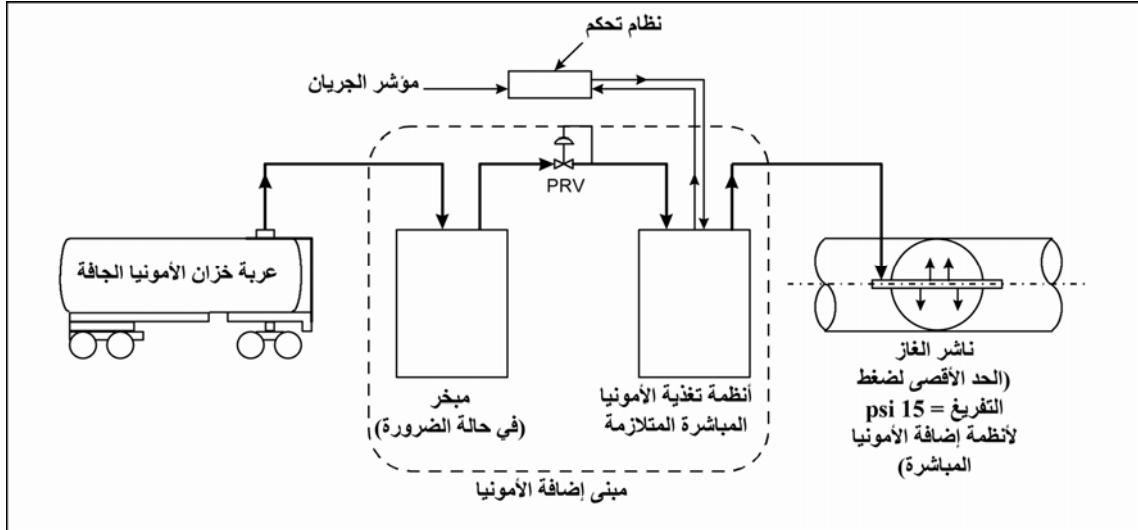 نظام تحكم
مؤشر الجريان
PRV
عربة خزان الأمونيا الجافة
مبخر
(في حالة الضرورة)
أنظمة تغذية الأمونيا
المباشرة المتلازمة
ناشر الغاز
(الحد الأقصى لضغط
التفريغ = 15 psi
لأنظمة إضافة الأمونيا
المباشرة)
مبنى إضافة الأمونيا